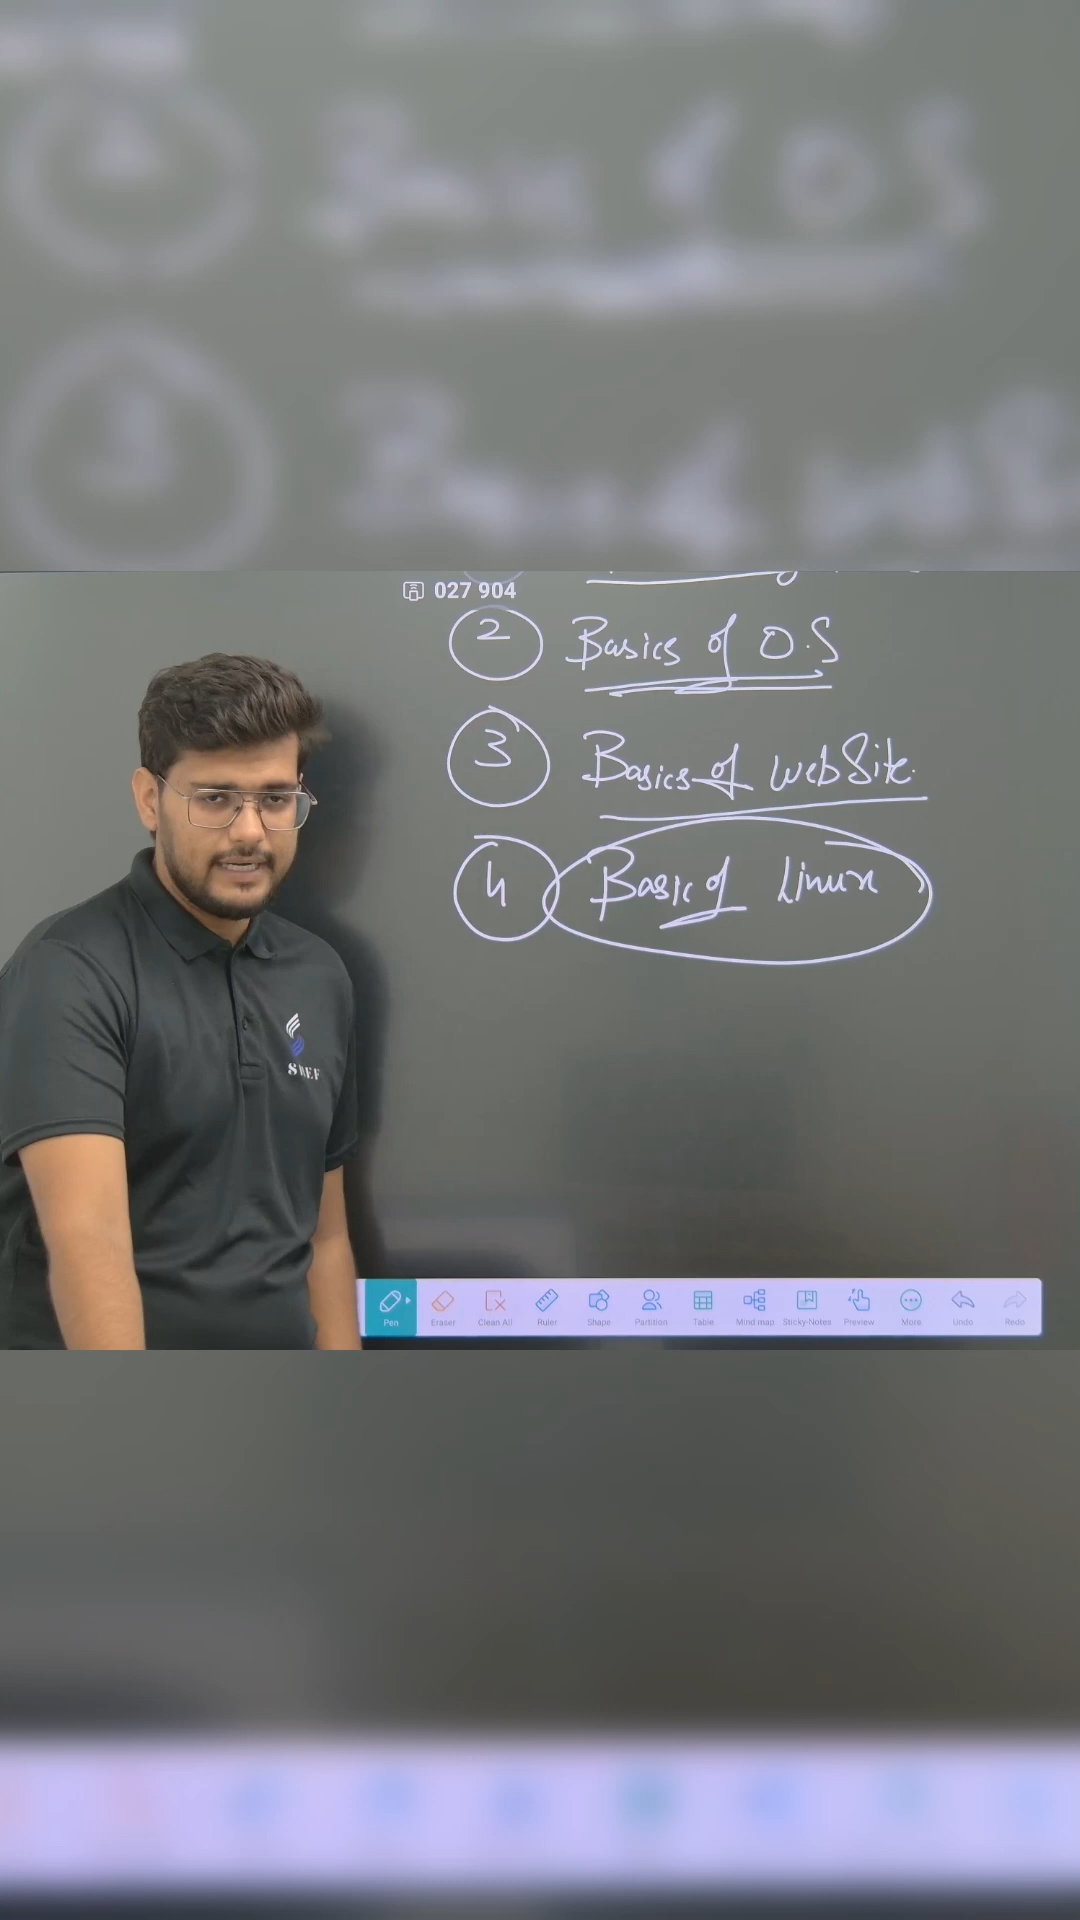 027 904
2 Basics of O.S
3 Basics of webSite.
4 Basic of Linux
Pen Eraser Clean All Ruler Shape Partition Table Mind map Sticky-Notes Preview More Undo Redo